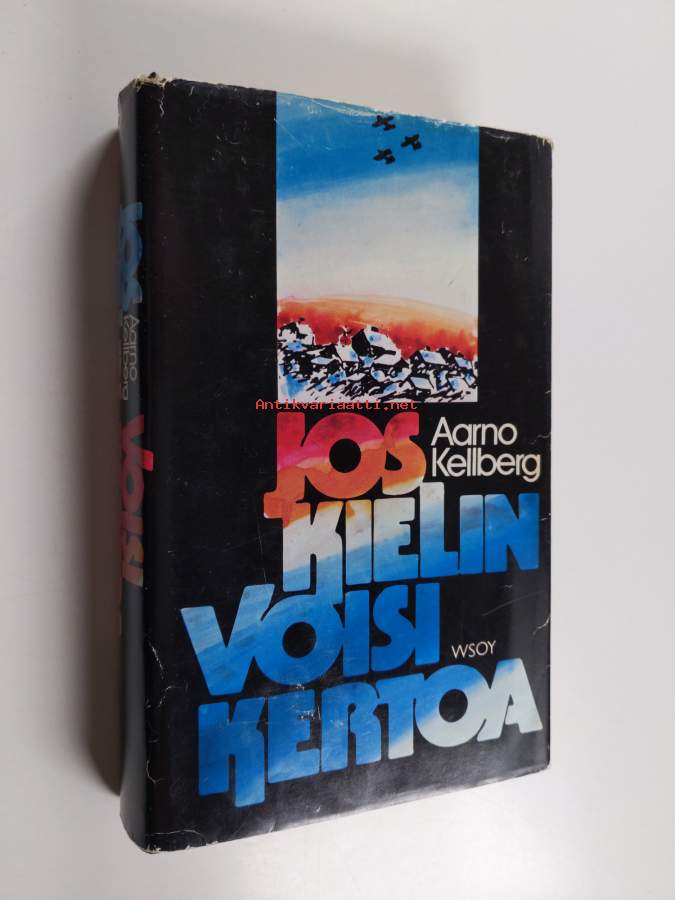 JOS
Aarno
Kellberg
KIELIN
VOISI
WSOY
KERTOA
JOS
Aarno
Kellberg
VOISI
Antikvariaatti.net